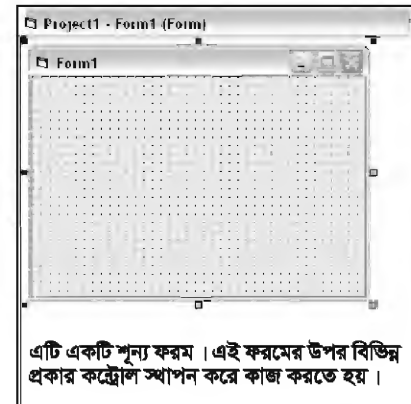 Project1 - Form1 (Form)
Form1
এটি একটি শূন্য ফরম । এই ফরমের উপর বিভিন্ন
প্রকার কন্ট্রোল স্থাপন করে কাজ করতে হয় ।